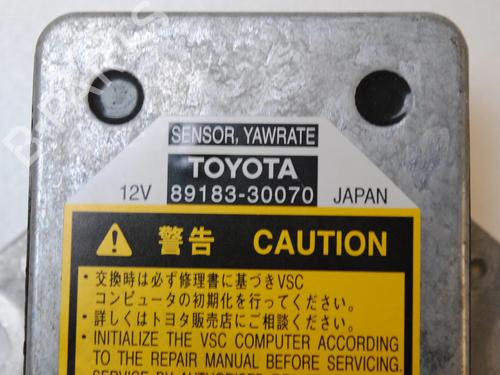 SENSOR, YAWRATE
TOYOTA
12V 89183-30070 JAPAN
警告 CAUTION
・交換時は必ず修理書に基づきVSC
コンピュータの初期化を行ってください。
・詳しくはトヨタ販売店にご相談ください。
・INITIALIZE THE VSC COMPUTER ACCORDING
TO THE REPAIR MANUAL BEFORE SERVICING.
SERVICE BY AUTHORISED